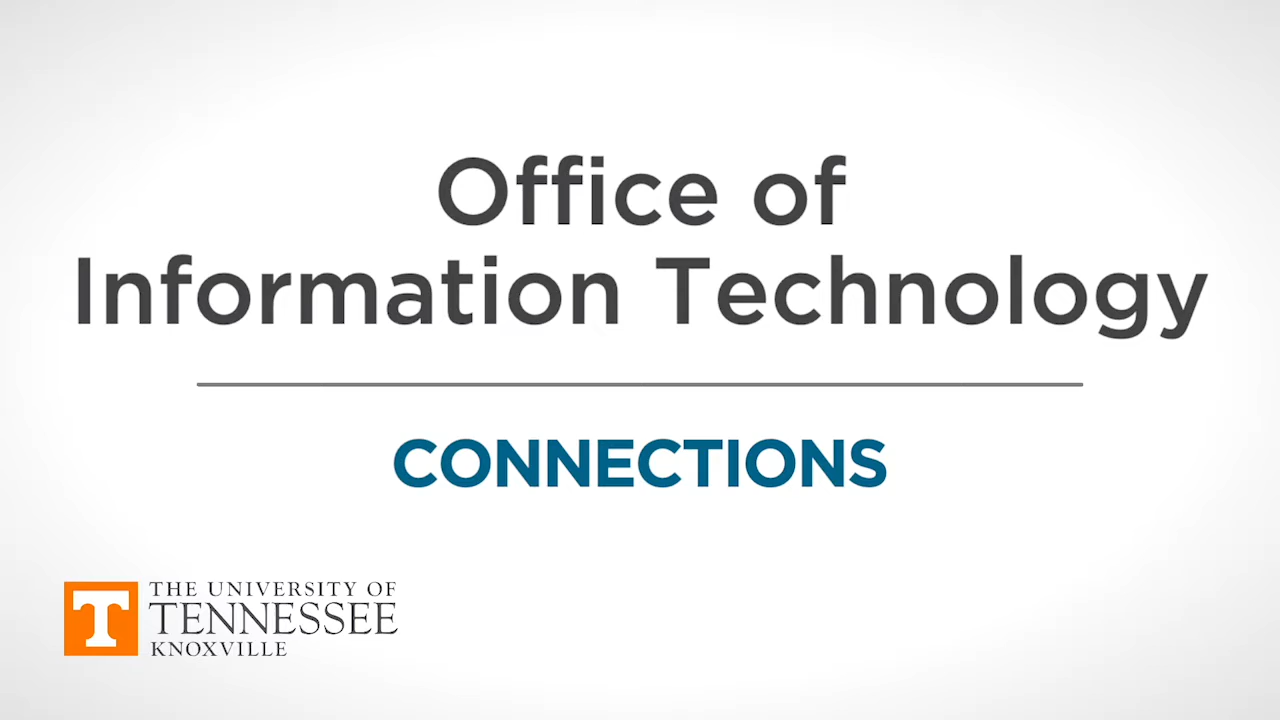 Office of
Information Technology
CONNECTIONS
T
THE UNIVERSITY OF
TENNESSEE
KNOXVILLE